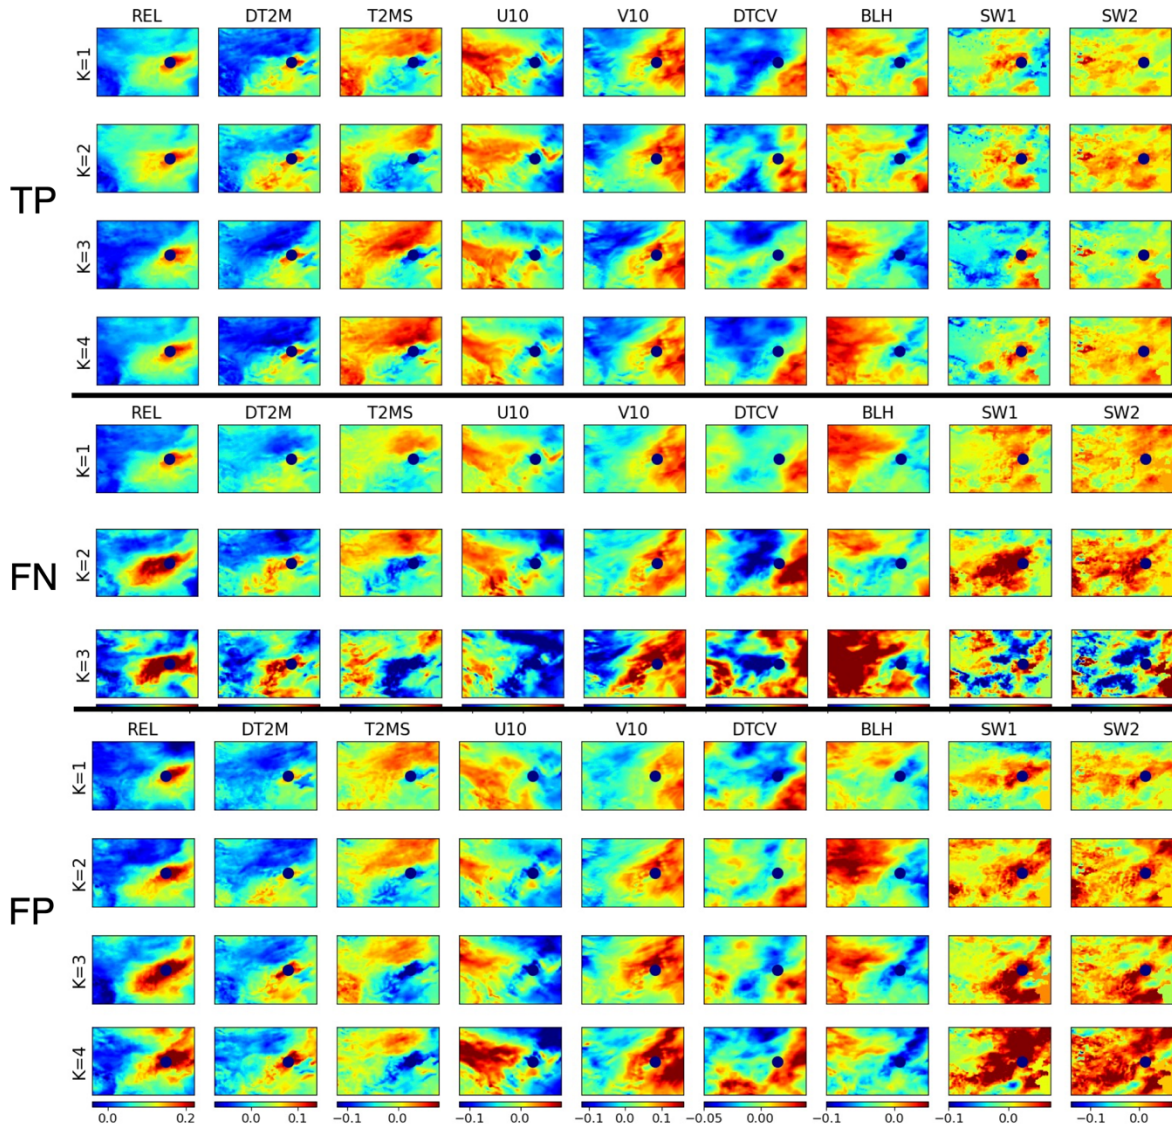 REL DT2M T2MS U10 V10 DTCV BLH SW1 SW2
K=1
K=2
TP
K=3
K=4
REL DT2M T2MS U10 V10 DTCV BLH SW1 SW2
K=1
K=2
FN
K=3
REL DT2M T2MS U10 V10 DTCV BLH SW1 SW2
K=1
K=2
FP
K=3
K=4
0.0 0.2 0.0 0.1 −0.1 0.0 −0.1 0.0 −0.1 0.0 0.1 −0.05 0.00 −0.1 0.0 −0.1 0.0 −0.1 0.0